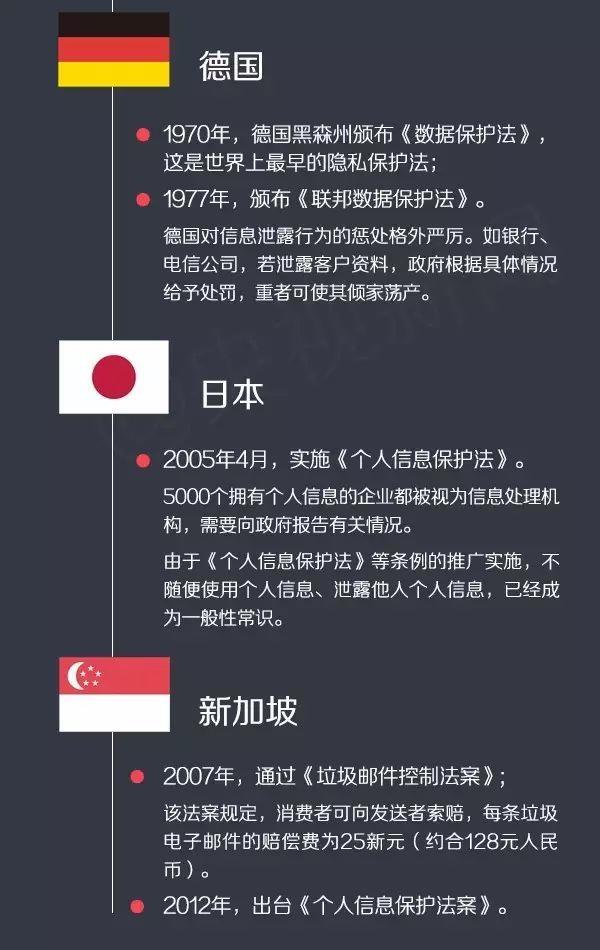 德国
1970年，德国黑森州颁布《数据保护法》，
这是世界上最早的隐私保护法；
1977年，颁布《联邦数据保护法》。
德国对信息泄露行为的惩处格外严厉。如银行、
电信公司，若泄露客户资料，政府根据具体情况
给予处罚，重者可使其倾家荡产。
日本
2005年4月，实施《个人信息保护法》。
5000个拥有个人信息的企业都被视为信息处理机
构，需要向政府报告有关情况。
由于《个人信息保护法》等条例的推广实施，不
随便使用个人信息、泄露他人个人信息，已经成
为一般性常识。
新加坡
2007年，通过《垃圾邮件控制法案》；
该法案规定，消费者可向发送者索赔，每条垃圾
电子邮件的赔偿费为25新元（约合128元人民
币）。
2012年，出台《个人信息保护法案》。
@央视新闻